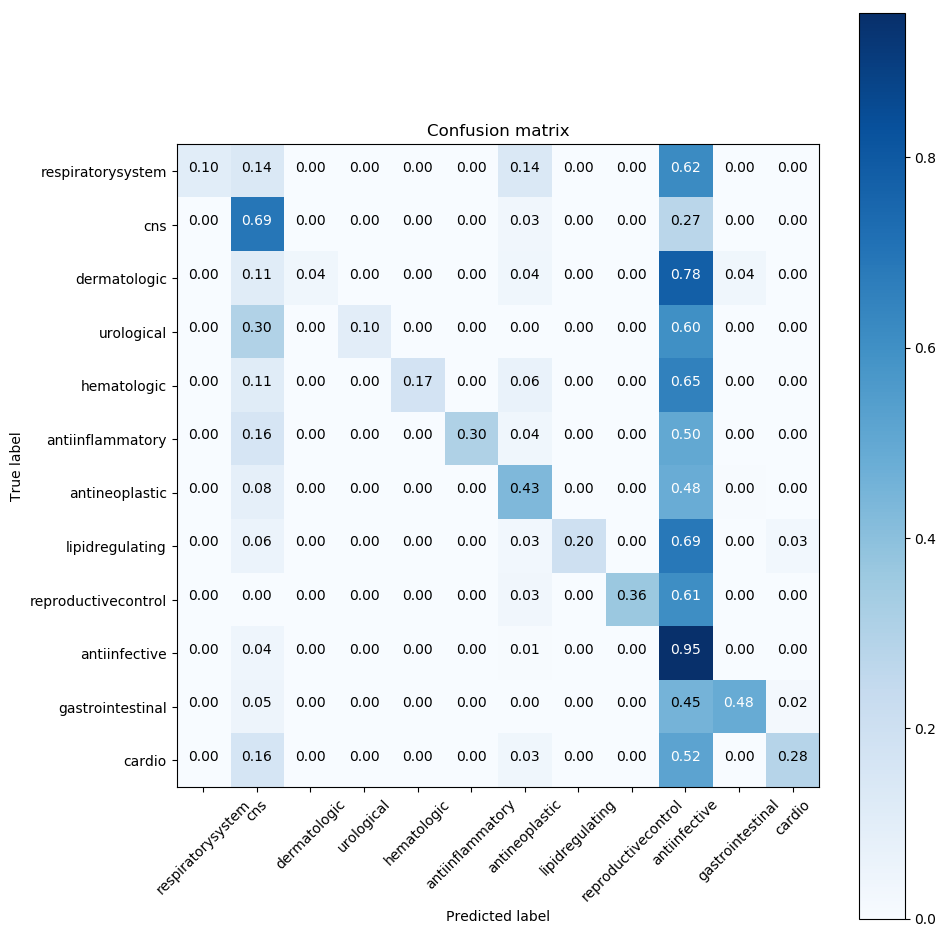 Confusion matrix
respiratorysystem 0.10 0.14 0.00 0.00 0.00 0.00 0.14 0.00 0.00 0.62 0.00 0.00
cns 0.00 0.69 0.00 0.00 0.00 0.00 0.03 0.00 0.00 0.27 0.00 0.00
dermatologic 0.00 0.11 0.04 0.00 0.00 0.00 0.04 0.00 0.00 0.78 0.04 0.00
urological 0.00 0.30 0.00 0.10 0.00 0.00 0.00 0.00 0.00 0.60 0.00 0.00
hematologic 0.00 0.11 0.00 0.00 0.17 0.00 0.06 0.00 0.00 0.65 0.00 0.00
antiinflammatory 0.00 0.16 0.00 0.00 0.00 0.30 0.04 0.00 0.00 0.50 0.00 0.00
antineoplastic 0.00 0.08 0.00 0.00 0.00 0.00 0.43 0.00 0.00 0.48 0.00 0.00
lipidregulating 0.00 0.06 0.00 0.00 0.00 0.00 0.03 0.20 0.00 0.69 0.00 0.03
reproductivecontrol 0.00 0.00 0.00 0.00 0.00 0.00 0.03 0.00 0.36 0.61 0.00 0.00
antiinfective 0.00 0.04 0.00 0.00 0.00 0.00 0.01 0.00 0.00 0.95 0.00 0.00
gastrointestinal 0.00 0.05 0.00 0.00 0.00 0.00 0.00 0.00 0.00 0.45 0.48 0.02
cardio 0.00 0.16 0.00 0.00 0.00 0.00 0.03 0.00 0.00 0.52 0.00 0.28
True label
respiratorysystem cns dermatologic urological hematologic antiinflammatory antineoplastic lipidregulating reproductivecontrol antiinfective gastrointestinal cardio
Predicted label
0.8
0.6
0.4
0.2
0.0